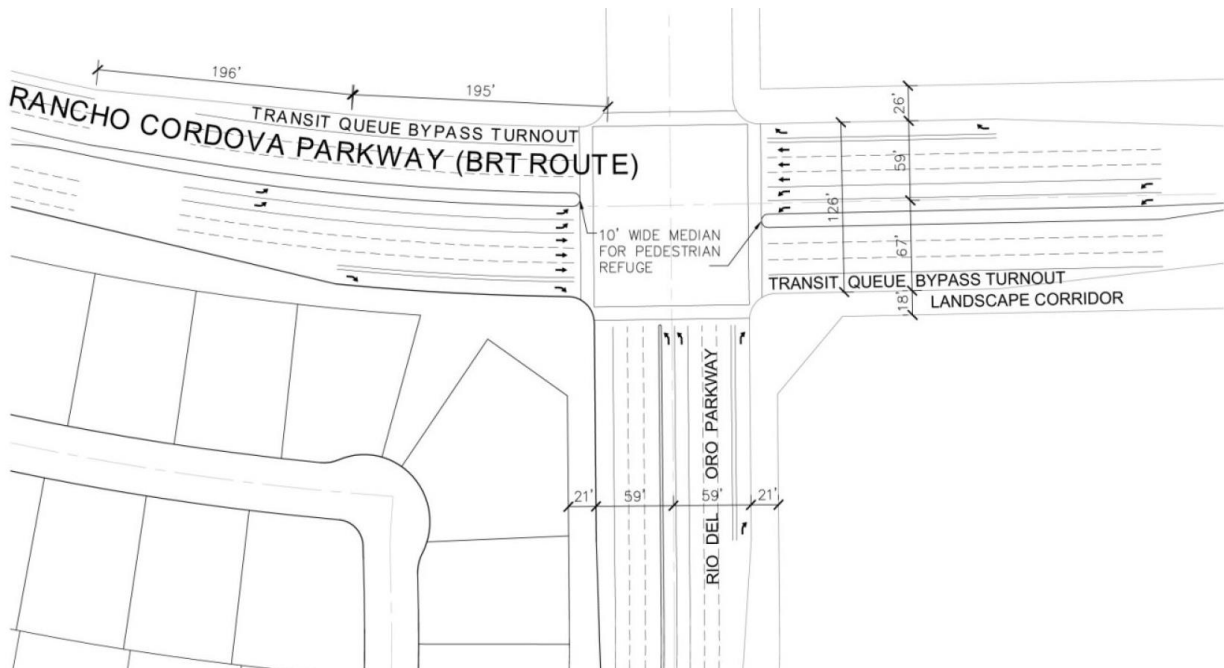 196'
195'
TRANSIT QUEUE BYPASS TURNOUT
RANCHO CORDOVA PARKWAY (BRT ROUTE)
26'
59'
126'
67'
10' WIDE MEDIAN
FOR PEDESTRIAN
REFUGE
TRANSIT QUEUE BYPASS TURNOUT
18'
LANDSCAPE CORRIDOR
RIO DEL ORO PARKWAY
21'
59'
59'
21'